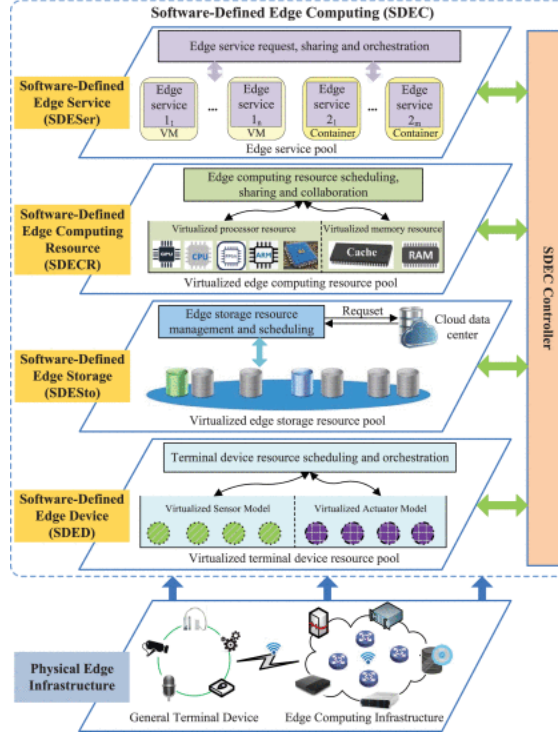 Software-Defined Edge Computing (SDEC)
Edge service request, sharing and orchestration
Software-Defined
Edge Service
(SDESer)
Edge
service
1₁
VM
...
Edge
service
1ₙ
VM
Edge
service
2₁
Container
...
Edge
service
2ₘ
Container
Edge service pool
Edge computing resource scheduling,
sharing and collaboration
Software-Defined
Edge Computing
Resource
(SDECR)
Virtualized processor resource
Virtualized memory resource
CPU
ARM
Cache
RAM
Virtualized edge computing resource pool
Edge storage resource
management and scheduling
Requset
Cloud data
center
Software-Defined
Edge Storage
(SDESto)
Virtualized edge storage resource pool
Terminal device resource scheduling and orchestration
Software-Defined
Edge Device
(SDED)
Virtualized Sensor Model
Virtualized Actuator Model
Virtualized terminal device resource pool
SDEC Controller
Physical Edge
Infrastructure
General Terminal Device
Edge Computing Infrastructure